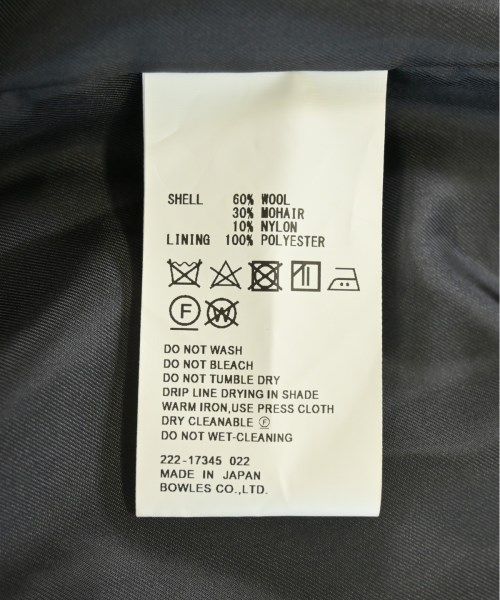 SHELL 60% WOOL
30% MOHAIR
10% NYLON
LINING 100% POLYESTER
F W
DO NOT WASH
DO NOT BLEACH
DO NOT TUMBLE DRY
DRIP LINE DRYING IN SHADE
WARM IRON,USE PRESS CLOTH
DRY CLEANABLE Ⓕ
DO NOT WET-CLEANING
222-17345 022
MADE IN JAPAN
BOWLES CO.,LTD.